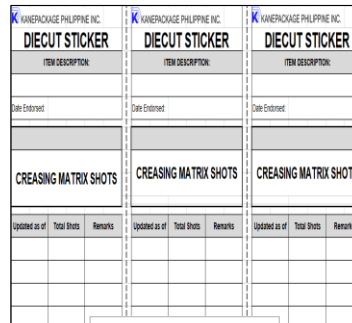 KANEPACKAGE PHILIPPINE INC.
DIECUT STICKER
ITEM DESCRIPTION:
Date Endorsed:
CREASING MATRIX SHOTS
Updated as of Total Shots Remarks
KANEPACKAGE PHILIPPINE INC.
DIECUT STICKER
ITEM DESCRIPTION:
Date Endorsed:
CREASING MATRIX SHOTS
Updated as of Total Shots Remarks
KANEPACKAGE PHILIPPINE INC.
DIECUT STICKER
ITEM DESCRIPTION:
Date Endorsed:
CREASING MATRIX SHOT
Updated as of Total Shots Remarks